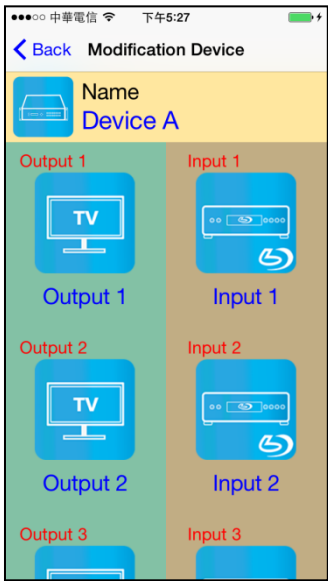 中華電信 下午5:27
Back Modification Device
Name
Device A
Output 1 Input 1
TV
Output 1 Input 1
Output 2 Input 2
TV
Output 2 Input 2
Output 3 Input 3